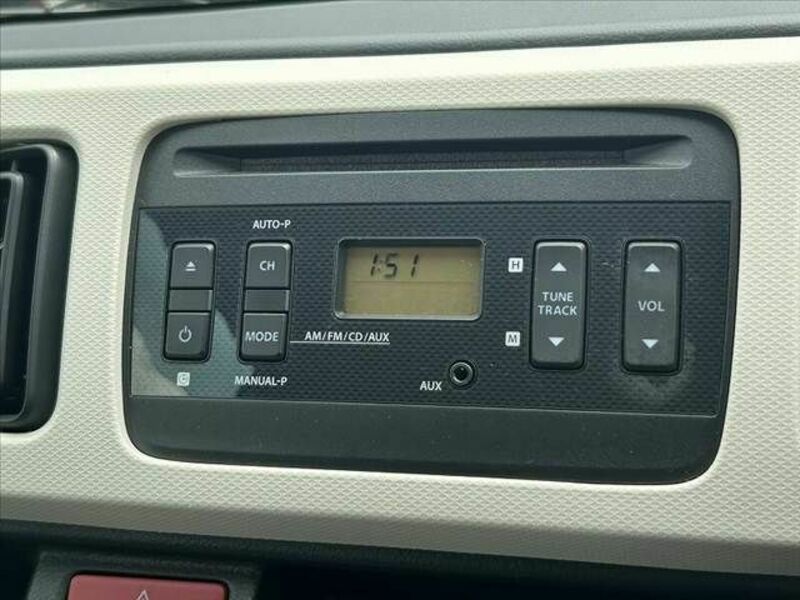 AUTO-P
CH
MODE
AM/FM/CD/AUX
C
MANUAL-P
1:51
AUX
H
TUNE
TRACK
M
VOL